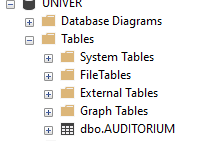 UNIVER
Database Diagrams
Tables
System Tables
FileTables
External Tables
Graph Tables
dbo.AUDITORIUM